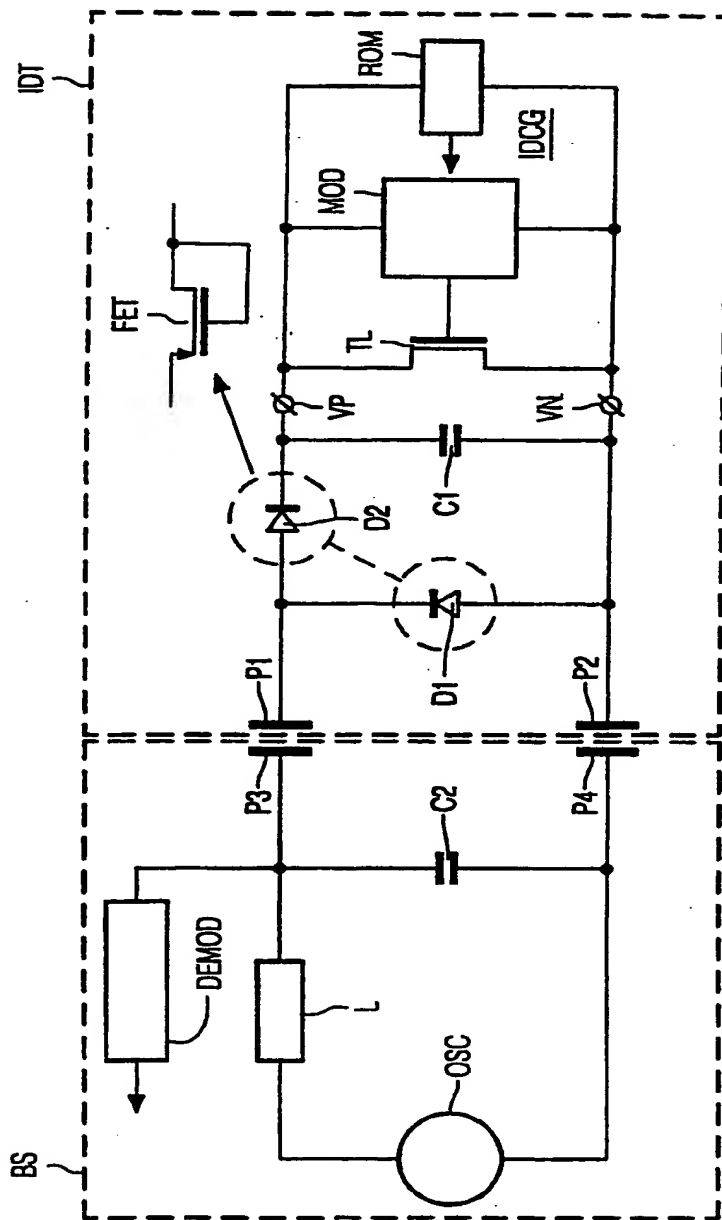 BS
IDT
DEMOD
L
OSC
C2
P3
P4
P1
P2
D1
D2
C1
FET
VP
VN
TL
MOD
ROM
IDCG